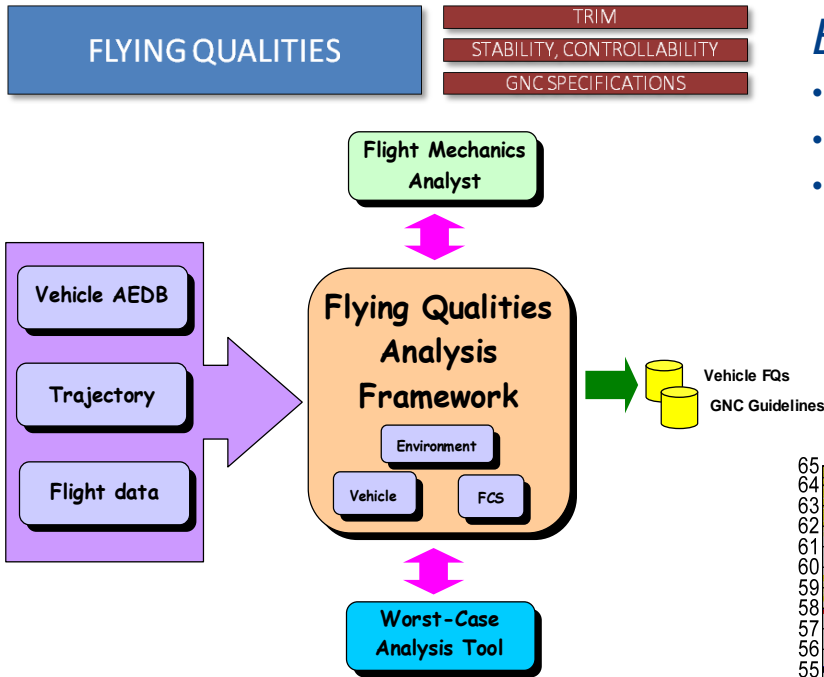 FLYING QUALITIES
TRIM
STABILITY, CONTROLLABILITY
GNC SPECIFICATIONS
Flight Mechanics
Analyst
Vehicle AEDB
Trajectory
Flight data
Flying Qualities
Analysis
Framework
Environment
Vehicle
FCS
Vehicle FQs
GNC Guidelines
Worst-Case
Analysis Tool
65
64
63
62
61
60
59
58
57
56
55